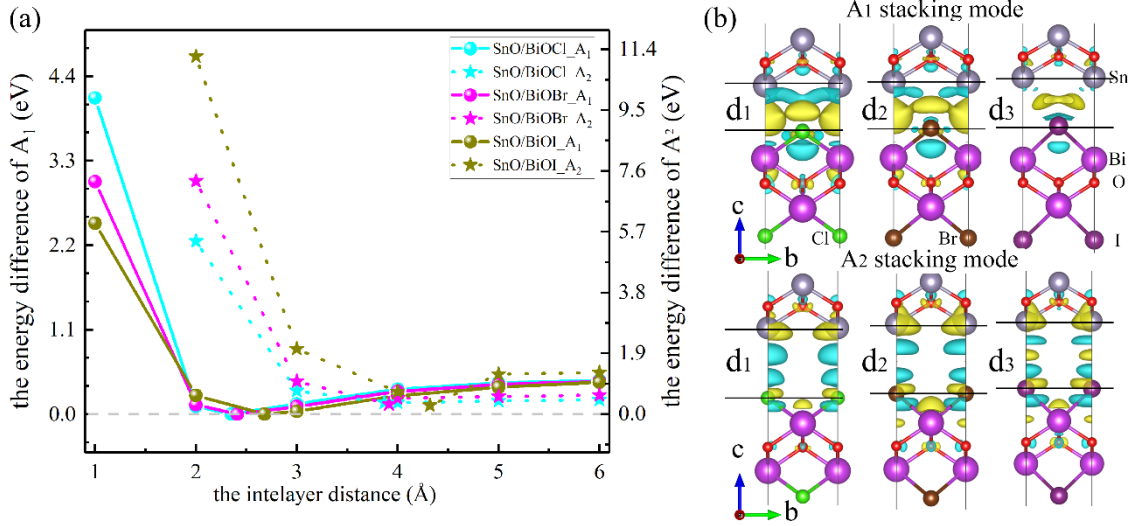 (a)
the energy difference of A1 (eV)
4.4
3.3
2.2
1.1
0.0
1 2 3 4 5 6
the intelayer distance (Å)
SnO/BiOCl_A1
SnO/BiOCl_A2
SnO/BiOBr_A1
SnO/BiOBr_A2
SnO/BiOI_A1
SnO/BiOI_A2
11.4
9.5
7.6
5.7
3.8
1.9
0.0
the energy difference of A² (eV)
(b)
A1 stacking mode
d1 d2 d3
Sn
Bi
O
Cl Br I
c
b
A2 stacking mode
d1 d2 d3
c
b